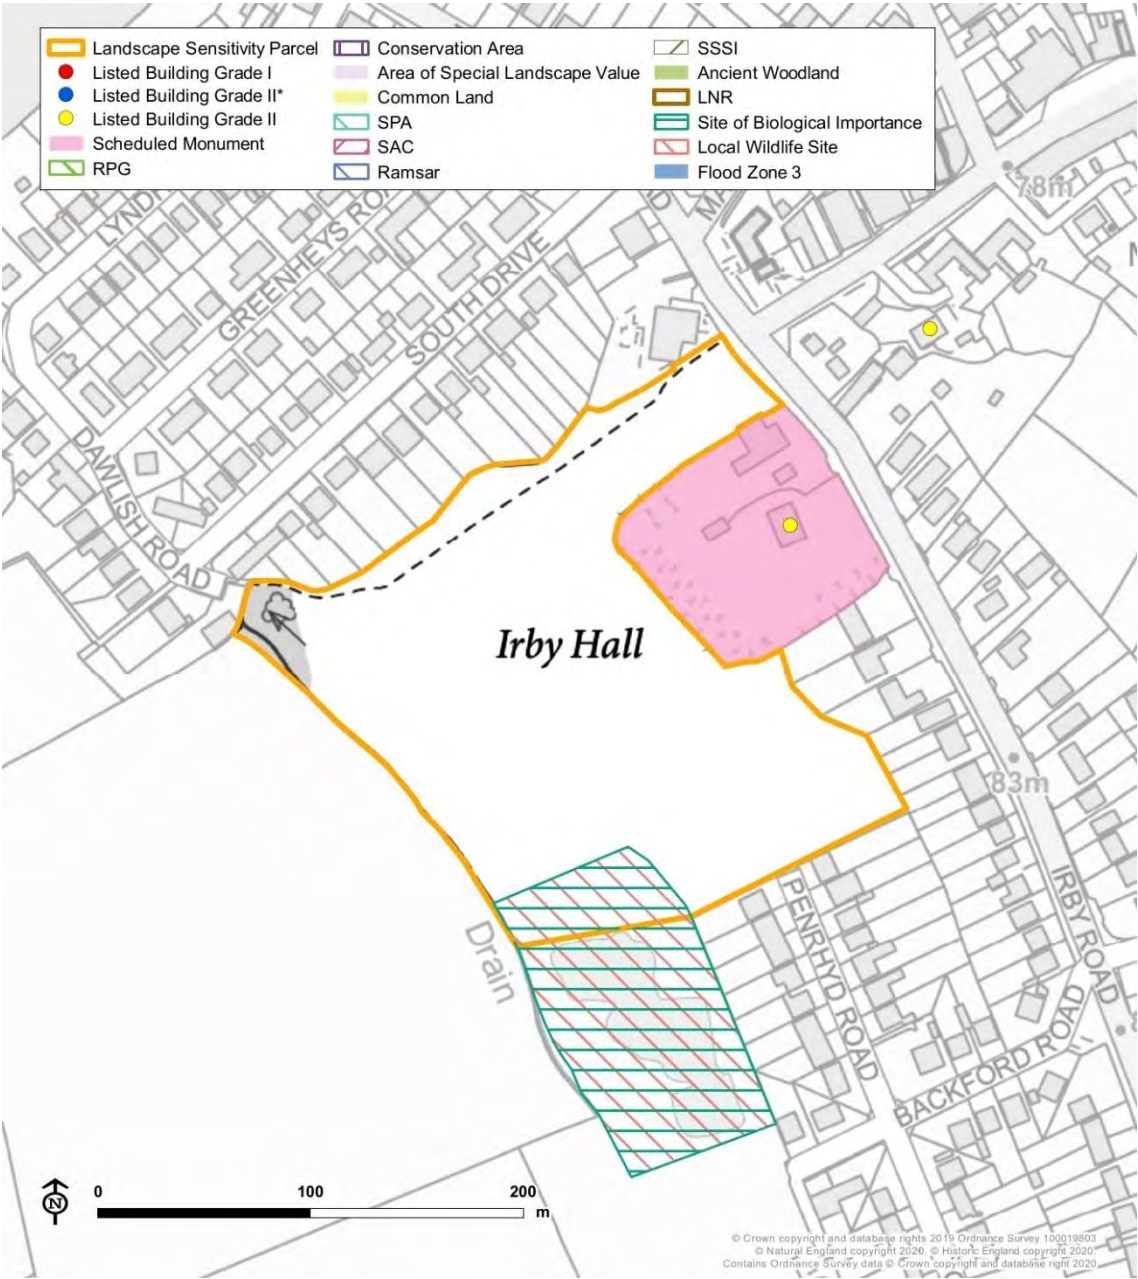 Landscape Sensitivity Parcel
Listed Building Grade I
Listed Building Grade II*
Listed Building Grade II
Scheduled Monument
RPG
Conservation Area
Area of Special Landscape Value
Common Land
SPA
SAC
Ramsar
SSSI
Ancient Woodland
LNR
Site of Biological Importance
Local Wildlife Site
Flood Zone 3
78m
GREENHEYS
SOUTH DRIVE
DAWLISH ROAD
Irby Hall
83m
IRBY ROAD
PENRHYD ROAD
BACKFORD ROAD
Drain
N
0 100 200
m
© Crown copyright and database rights 2019 Ordnance Survey 100019803
© Natural England copyright 2020. © Historic England copyright 2020.
Contains Ordnance Survey data © Crown copyright and database right 2020